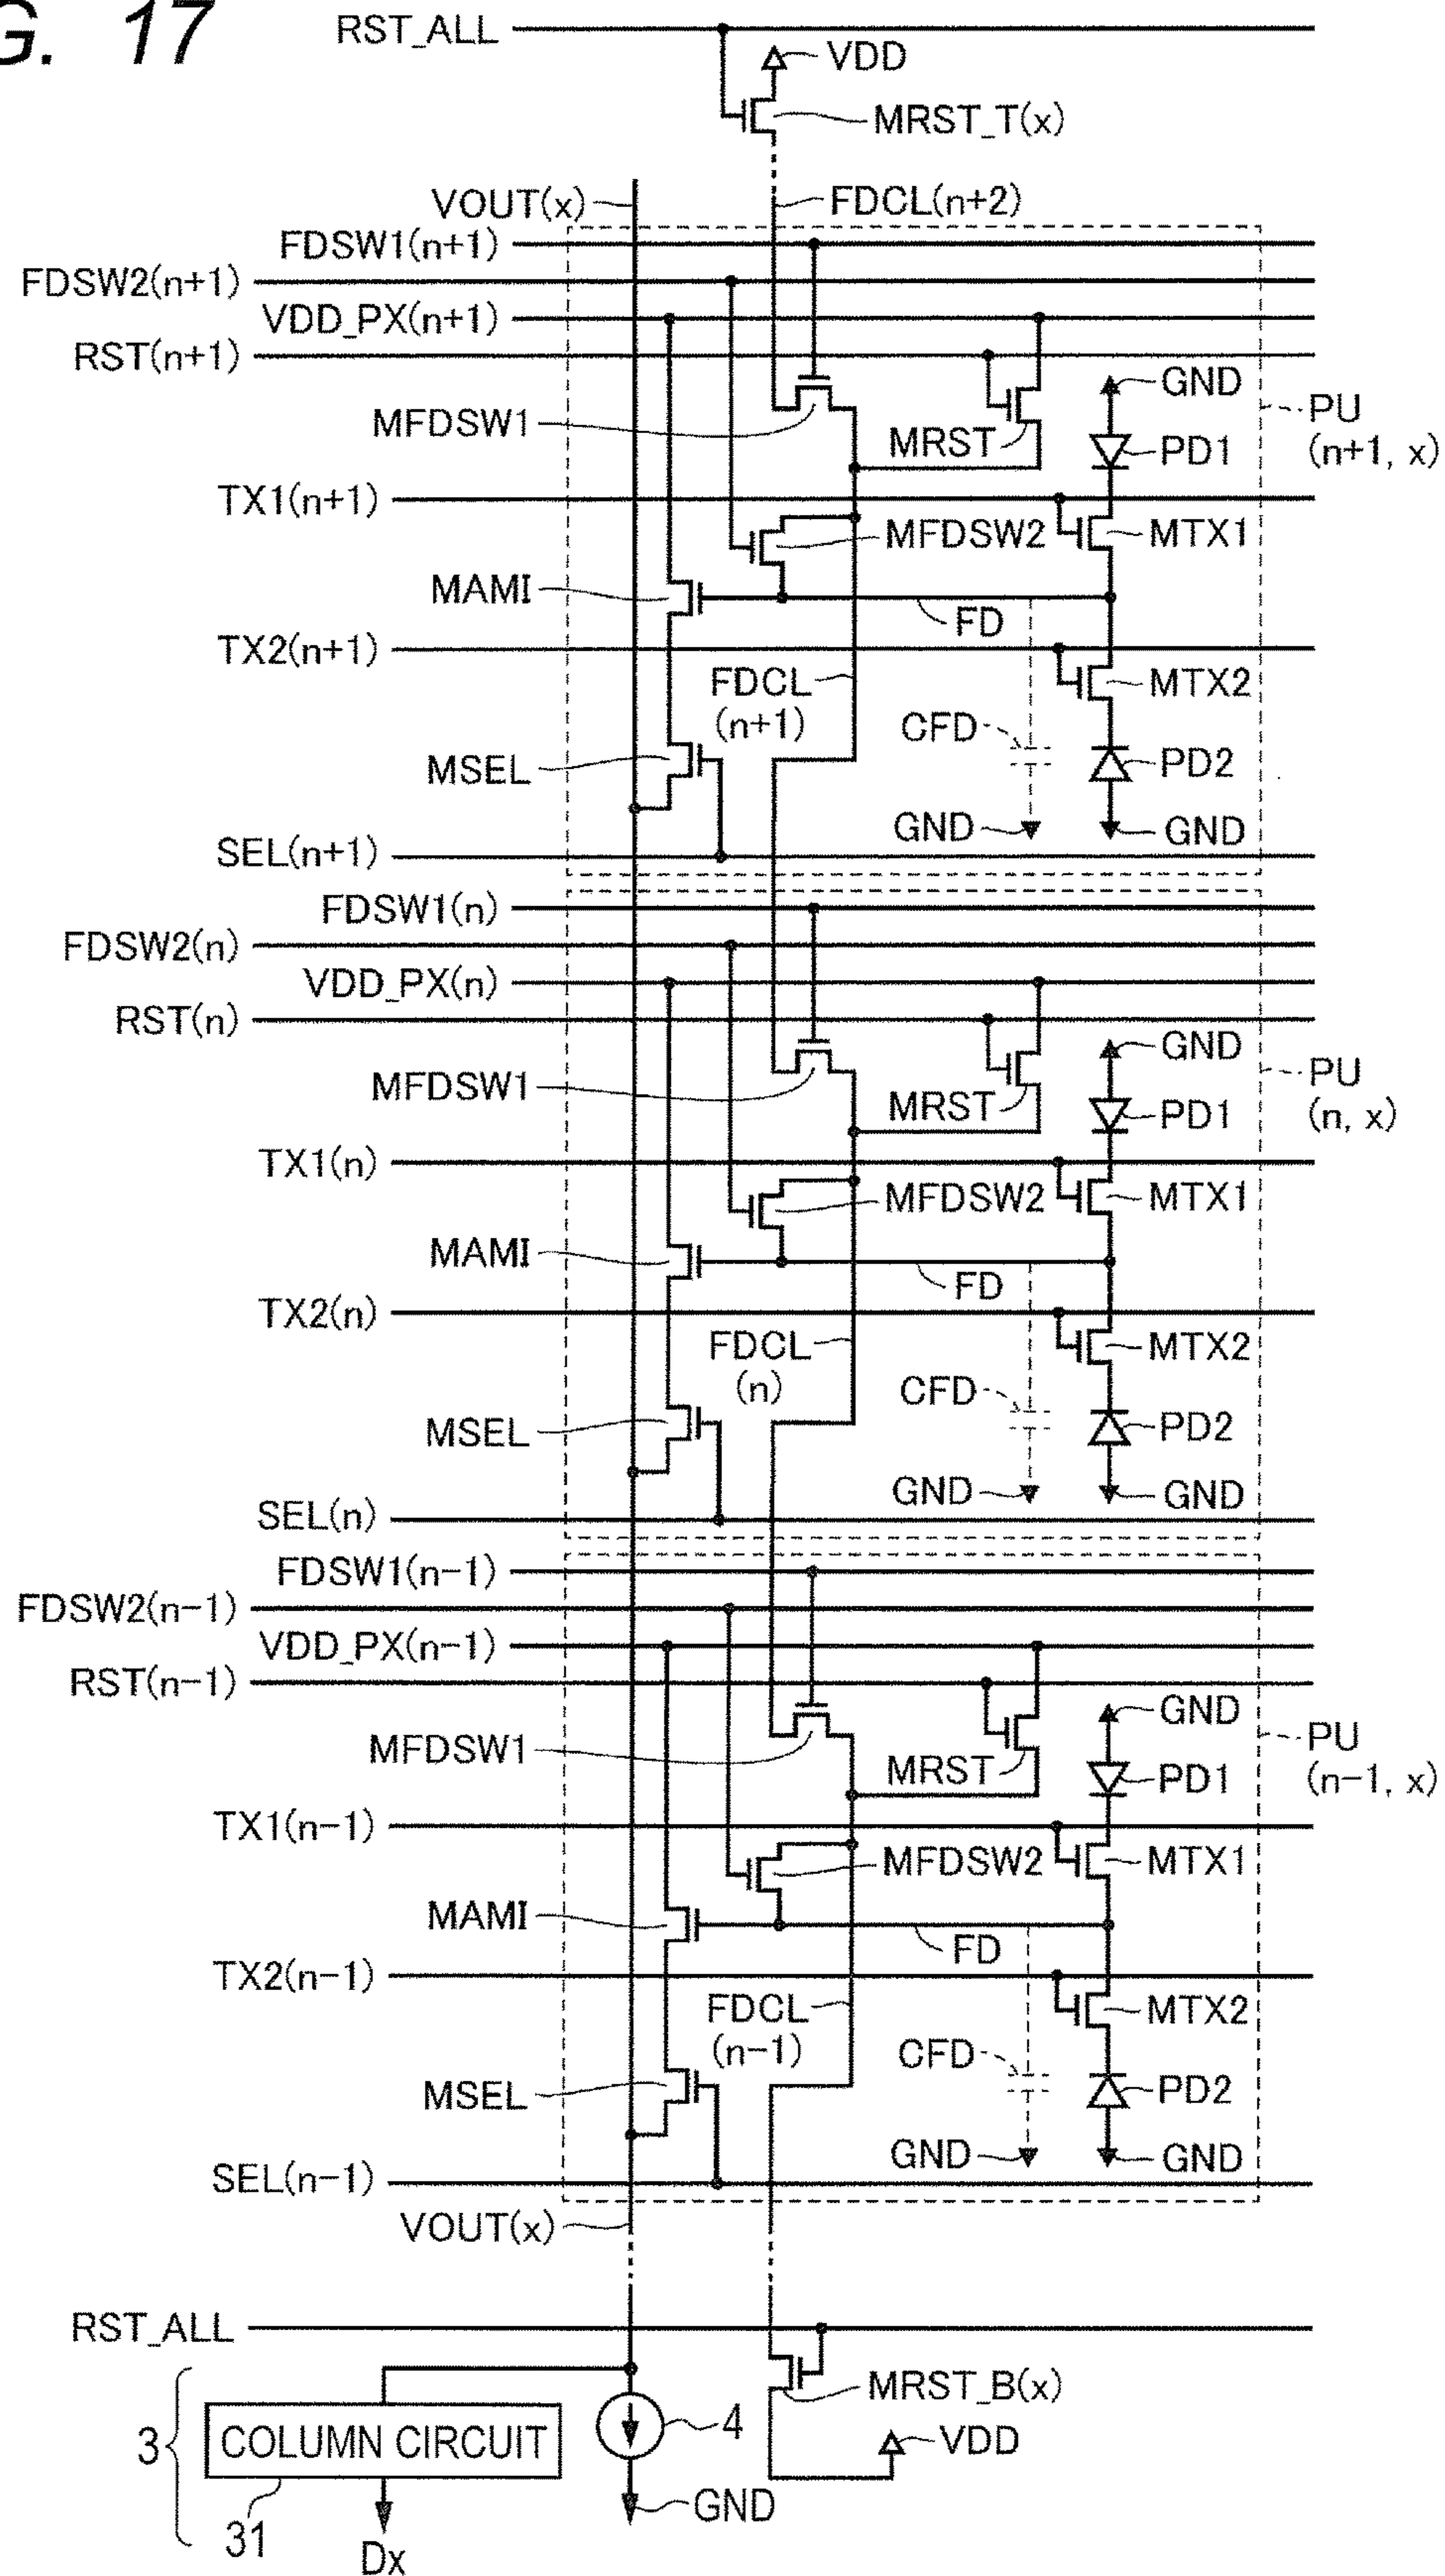 G. 17
RST_ALL
VDD
MRST_T(x)
VOUT(x)
FDCL(n+2)
FDSW1(n+1)
FDSW2(n+1)
VDD_PX(n+1)
RST(n+1)
GND
PU
(n+1, x)
MFDSW1
MRST
PD1
TX1(n+1)
MFDSW2
MTX1
MAMI
FD
TX2(n+1)
FDCL
(n+1)
MTX2
CFD
MSEL
PD2
GND
GND
SEL(n+1)
FDSW1(n)
FDSW2(n)
VDD_PX(n)
RST(n)
GND
PU
(n, x)
MFDSW1
MRST
PD1
TX1(n)
MFDSW2
MTX1
MAMI
FD
TX2(n)
FDCL
(n)
MTX2
CFD
MSEL
PD2
GND
GND
SEL(n)
FDSW1(n-1)
FDSW2(n-1)
VDD_PX(n-1)
RST(n-1)
GND
PU
(n-1, x)
MFDSW1
MRST
PD1
TX1(n-1)
MFDSW2
MTX1
MAMI
FD
TX2(n-1)
FDCL
(n-1)
MTX2
CFD
MSEL
PD2
GND
GND
SEL(n-1)
VOUT(x)
RST_ALL
MRST_B(x)
3
COLUMN CIRCUIT
4
VDD
31
GND
Dx